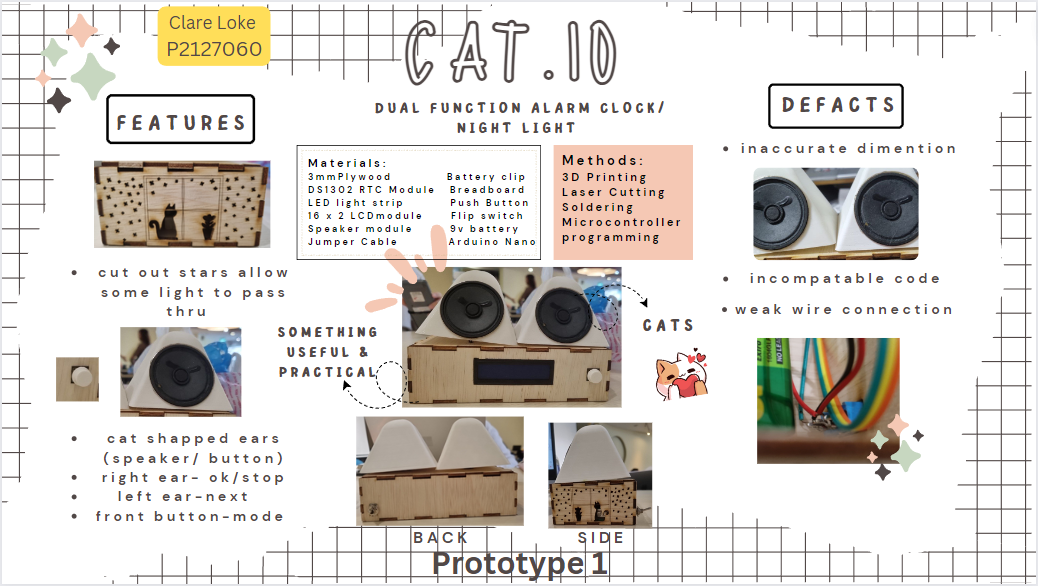 Clare Loke
P2127060
CAT.IO
DUAL FUNCTION ALARM CLOCK/
NIGHT LIGHT
FEATURES
cut out stars allow
some light to pass
thru
cat shapped ears
(speaker/ button)
right ear- ok/stop
left ear-next
front button-mode
Materials:
3mmPlywood
DS1302 RTC Module
LED light strip
16 x 2 LCDmodule
Speaker module
Jumper Cable
Battery clip
Breadboard
Push Button
Flip switch
9v battery
Arduino Nano
Methods:
3D Printing
Laser Cutting
Soldering
Microcontroller
programming
SOMETHING
USEFUL &
PRACTICAL
CATS
BACK
SIDE
Prototype 1
DEFACTS
inaccurate dimention
incompatable code
weak wire connection